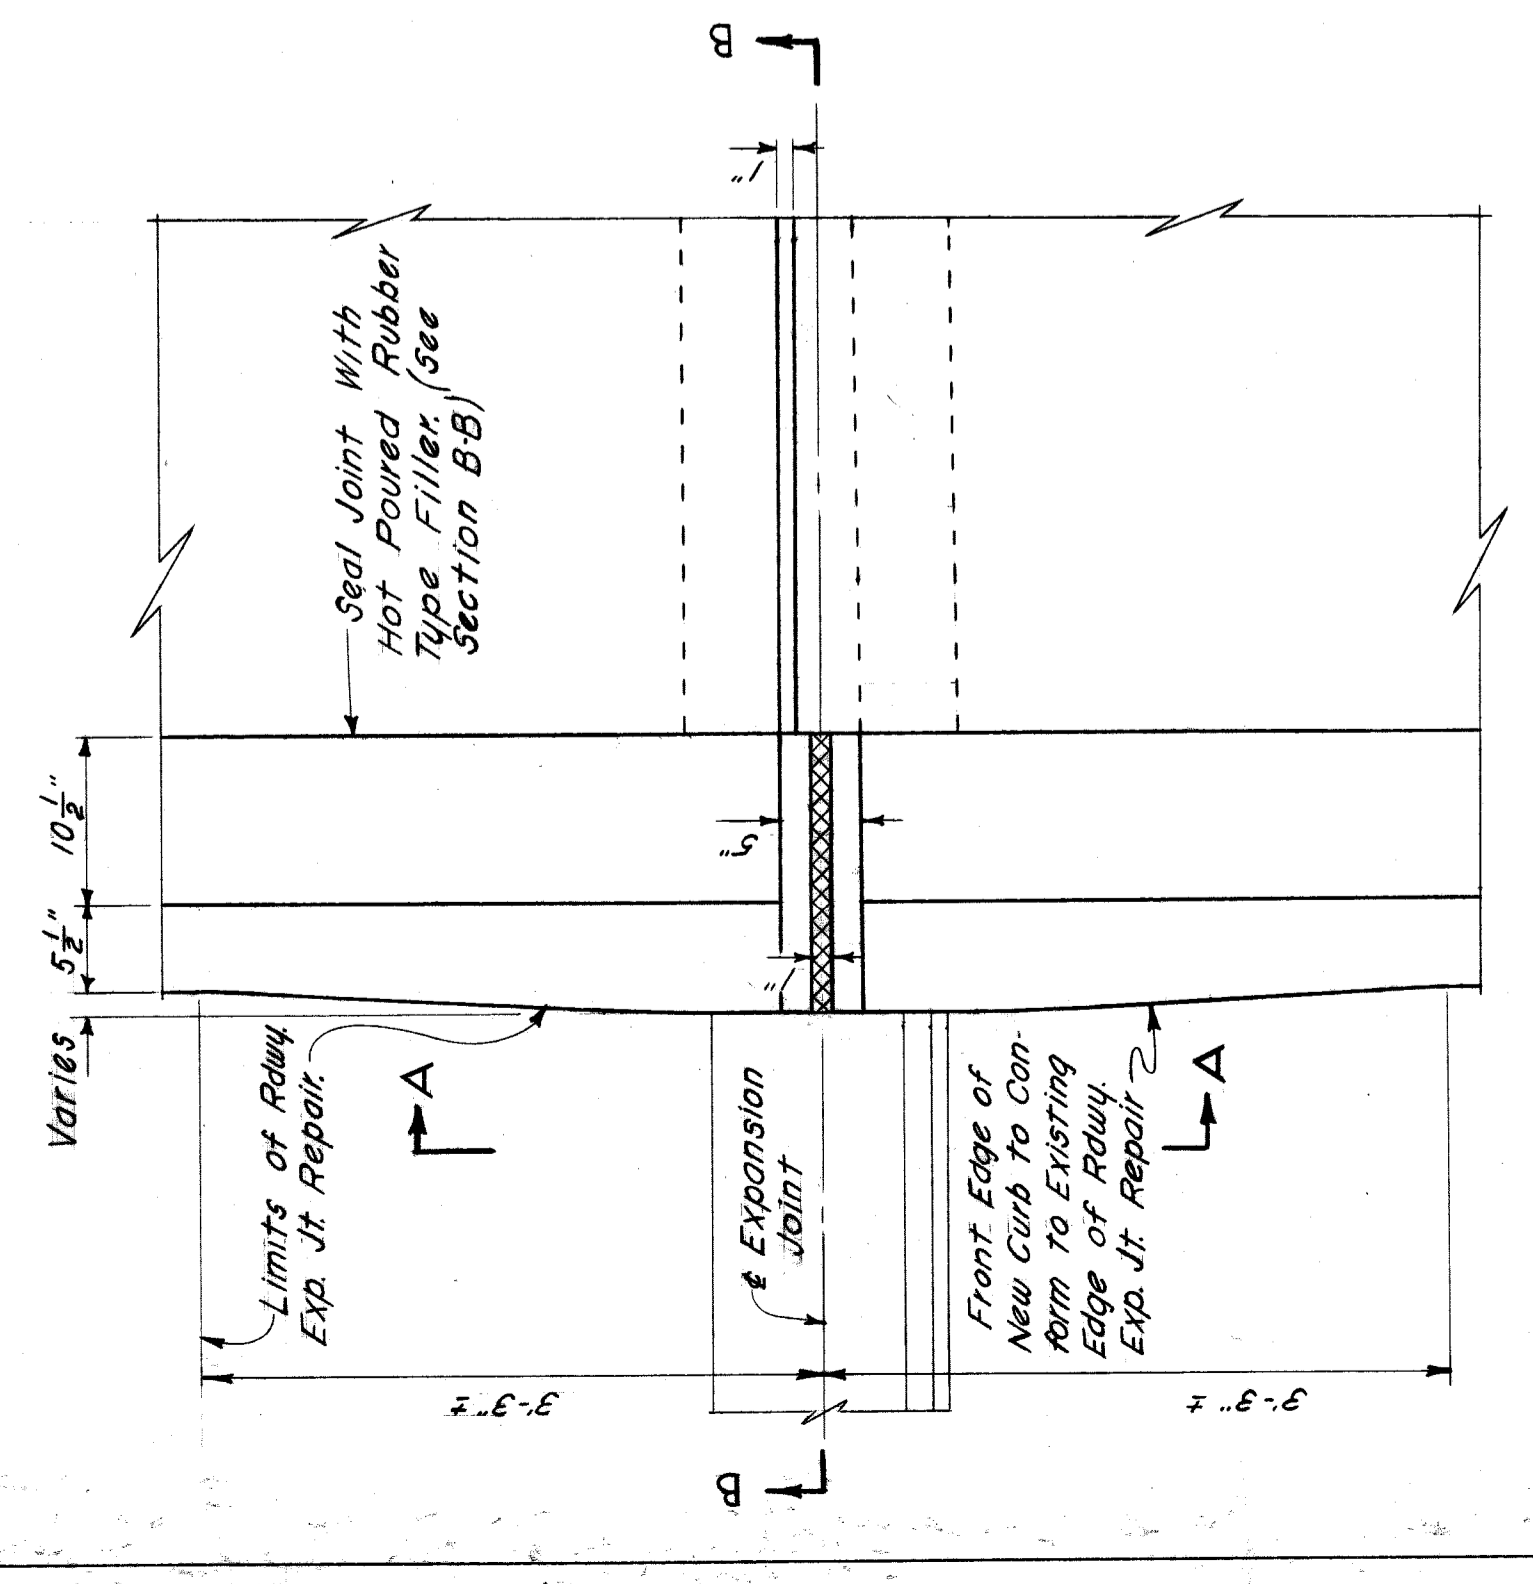 B
1"
Seal Joint With
Hot Poured Rubber
Type Filler. (See
Section B-B)
10 1/2"
5 1/2"
Varies
5"
1"
Limits of Rdwy.
Exp. Jt. Repair.
A
℄ Expansion
Joint
Front Edge of
New Curb to Con-
form to Existing
Edge of Rdwy.
Exp. Jt. Repair
A
3'-3" ±
3'-3" ±
B